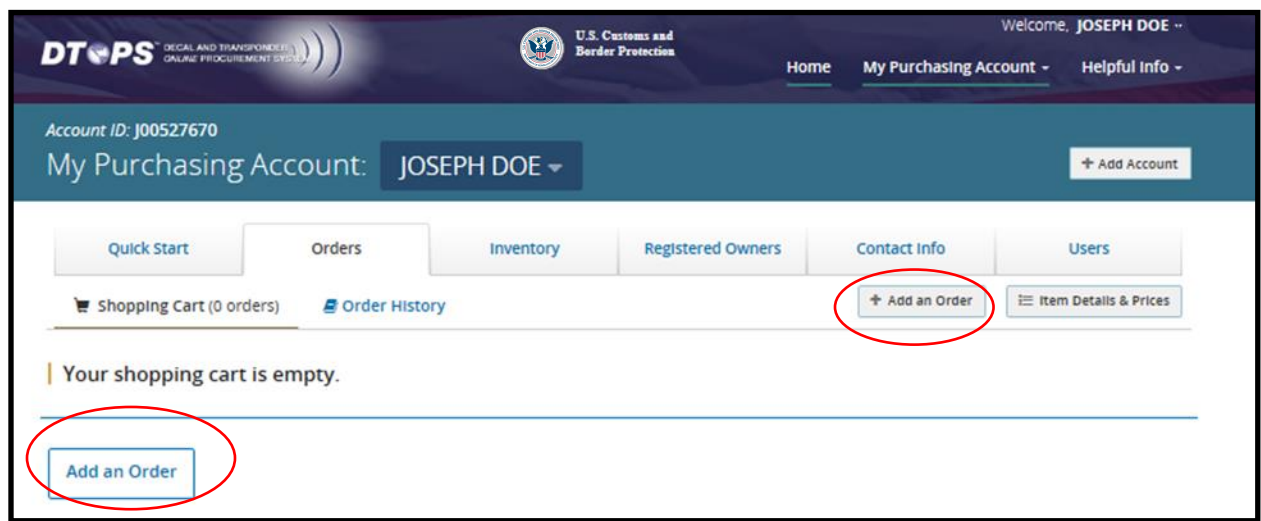 Welcome, JOSEPH DOE
DTOPS DECAL AND TRANSPONDER
ONLINE PROCUREMENT SYSTEM
U.S. Customs and
Border Protection
Home My Purchasing Account Helpful Info
Account ID: J00527670
My Purchasing Account: JOSEPH DOE
+ Add Account
Quick Start Orders Inventory Registered Owners Contact Info Users
Shopping Cart (0 orders) Order History + Add an Order Item Details & Prices
Your shopping cart is empty.
Add an Order